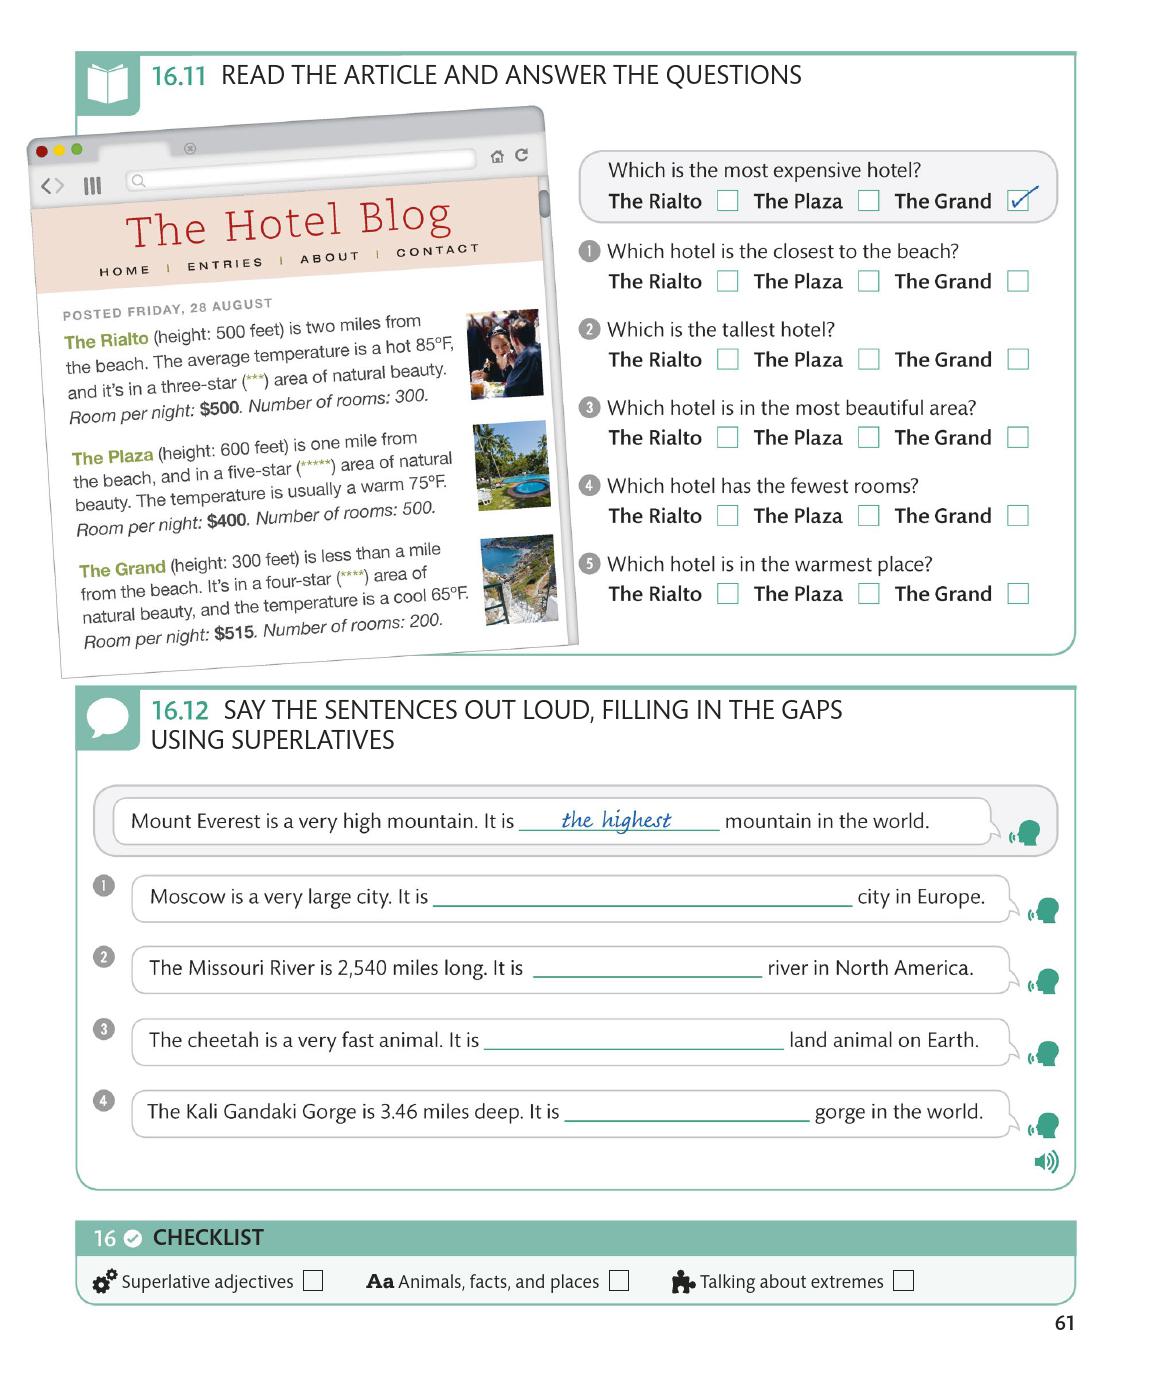 16.11 READ THE ARTICLE AND ANSWER THE QUESTIONS
The Hotel Blog
HOME | ENTRIES | ABOUT | CONTACT
POSTED FRIDAY, 28 AUGUST
The Rialto (height: 500 feet) is two miles from
the beach. The average temperature is a hot 85ºF,
and it's in a three-star (***) area of natural beauty.
Room per night: $500. Number of rooms: 300.
The Plaza (height: 600 feet) is one mile from
the beach, and in a five-star (*****) area of natural
beauty. The temperature is usually a warm 75ºF.
Room per night: $400. Number of rooms: 500.
The Grand (height: 300 feet) is less than a mile
from the beach. It's in a four-star (****) area of
natural beauty, and the temperature is a cool 65ºF.
Room per night: $515. Number of rooms: 200.
Which is the most expensive hotel?
The Rialto The Plaza The Grand ✓
1 Which hotel is the closest to the beach?
The Rialto The Plaza The Grand
2 Which is the tallest hotel?
The Rialto The Plaza The Grand
3 Which hotel is in the most beautiful area?
The Rialto The Plaza The Grand
4 Which hotel has the fewest rooms?
The Rialto The Plaza The Grand
5 Which hotel is in the warmest place?
The Rialto The Plaza The Grand
16.12 SAY THE SENTENCES OUT LOUD, FILLING IN THE GAPS
USING SUPERLATIVES
Mount Everest is a very high mountain. It is the highest mountain in the world.
1 Moscow is a very large city. It is ____ city in Europe.
2 The Missouri River is 2,540 miles long. It is ____ river in North America.
3 The cheetah is a very fast animal. It is ____ land animal on Earth.
4 The Kali Gandaki Gorge is 3.46 miles deep. It is ____ gorge in the world.
16 CHECKLIST
Superlative adjectives Aa Animals, facts, and places Talking about extremes
61